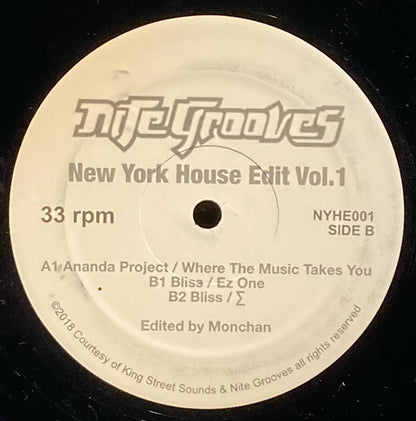 Nite Grooves
New York House Edit Vol.1
33 rpm
NYHE001
SIDE B
A1 Ananda Project / Where The Music Takes You
B1 Bliss / Ez One
B2 Bliss / ∑
Edited by Monchan
©2018 Courtesy of King Street Sounds & Nite Grooves all rights reserved